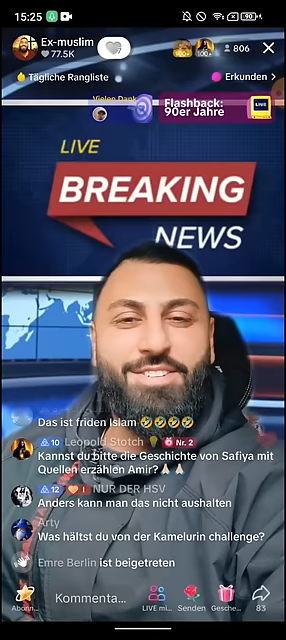 15:25
90
Ex-muslim
77.5K
100+
100+
806
Tägliche Rangliste
Erkunden
Vielen Dank
Flashback:
90er Jahre
LIVE
LIVE
BREAKING
NEWS
Das ist friden Islam 🤣🤣🤣🤣
10 Leopold Stotch Nr. 2
Kannst du bitte die Geschichte von Safiya mit
Quellen erzählen Amir?🙏🏻🙏🏻
12 NUR DER HSV
Anders kann man das nicht aushalten
Arty
Was hältst du von der Kamelurin challenge?
👋 Emre Berlin ist beigetreten
Abonn...
Kommenta...
LIVE mi...
Senden
Gesche...
83